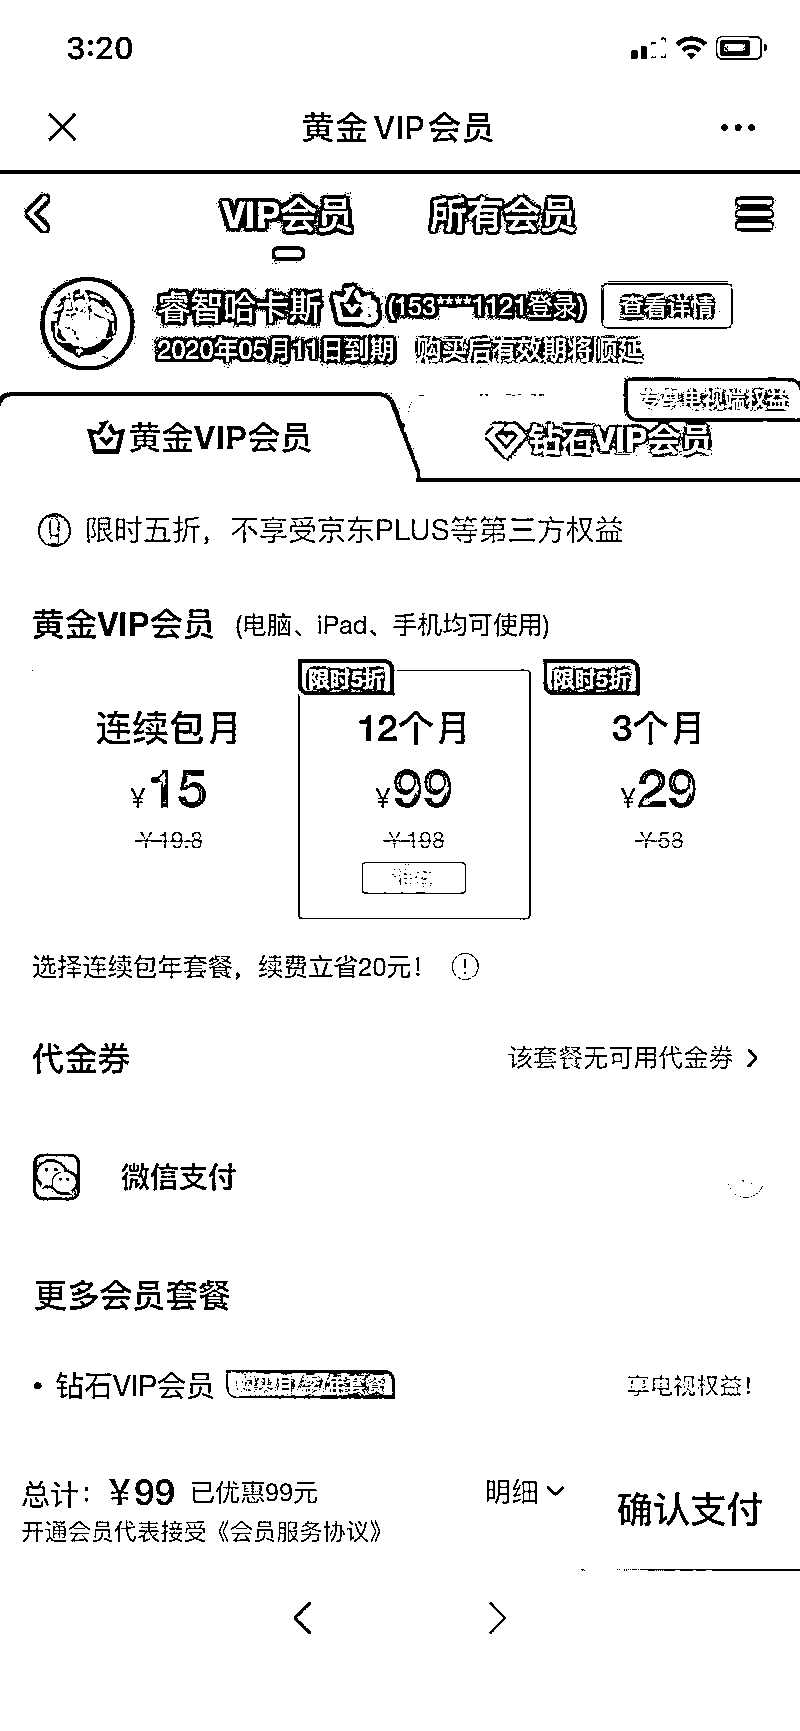 3:20
黄金VIP会员
VIP会员 所有会员
睿智哈卡斯 (153****1121登录) 查看详情
2020年05月11日到期 购买后有效期将顺延
专享电视端权益
黄金VIP会员 钻石VIP会员
限时五折，不享受京东PLUS等第三方权益
黄金VIP会员 (电脑、iPad、手机均可使用)
限时5折 限时5折
连续包月 12个月 3个月
¥15 ¥99 ¥29
¥19.8 ¥198 ¥58
选择连续包年套餐，续费立省20元！
代金券 该套餐无可用代金券
微信支付
更多会员套餐
• 钻石VIP会员 购买月/季/年套餐 享电视权益！
总计：¥99 已优惠99元 明细 确认支付
开通会员代表接受《会员服务协议》